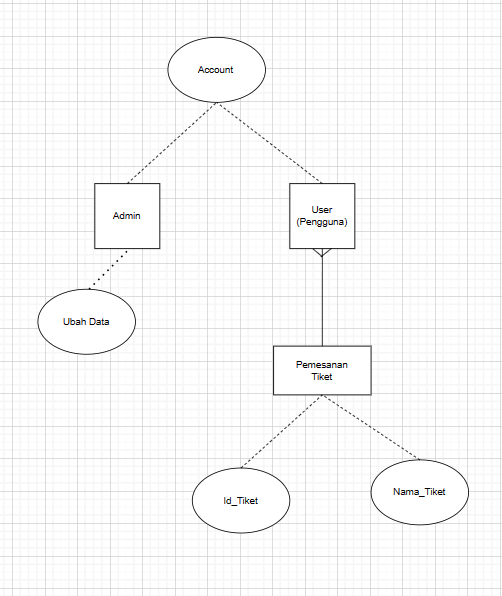 Account
Admin
User
(Pengguna)
Ubah Data
Pemesanan
Tiket
Id_Tiket
Nama_Tiket